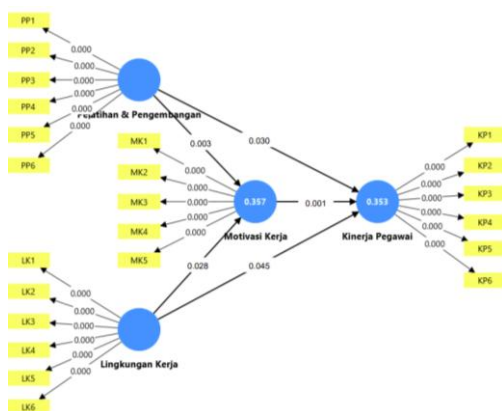 PP1
0.000
PP2
0.000
PP3
0.000
PP4
0.000
PP5
0.000
PP6
0.000
Pelatihan & Pengembangan
0.003
0.030
MK1
0.000
MK2
0.000
MK3
0.000
MK4
0.000
MK5
0.000
0.357
Motivasi Kerja
0.001
0.353
Kinerja Pegawai
KP1
0.000
KP2
0.000
KP3
0.000
KP4
0.000
KP5
0.000
KP6
0.000
0.028
0.045
LK1
0.000
LK2
0.000
LK3
0.000
LK4
0.000
LK5
0.000
LK6
0.000
Lingkungan Kerja